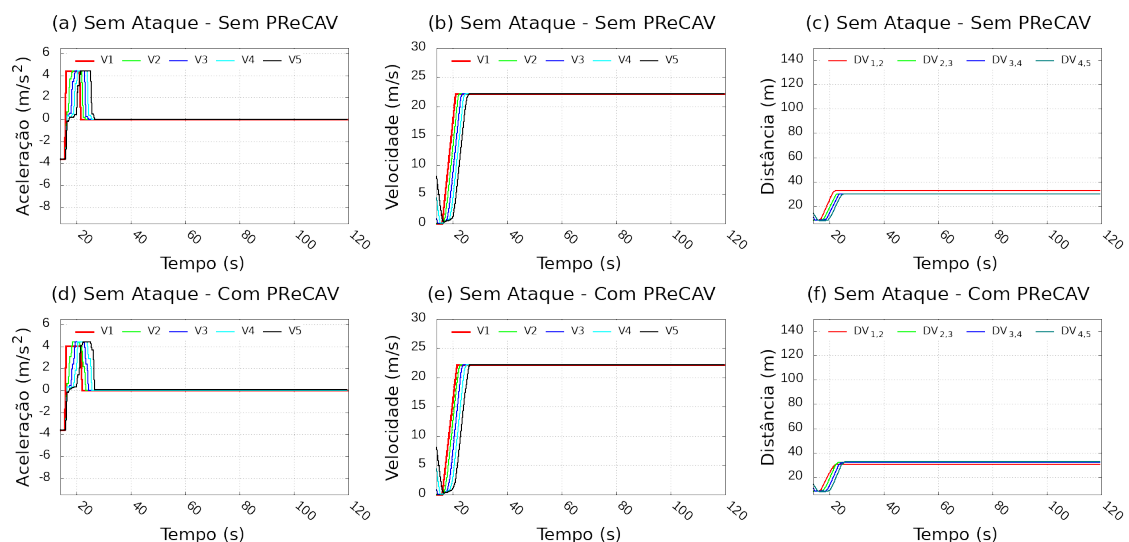 (a) Sem Ataque - Sem PReCAV
(b) Sem Ataque - Sem PReCAV
(c) Sem Ataque - Sem PReCAV
Aceleração (m/s²)
6
4
2
0
-2
-4
-6
-8
V1 V2 V3 V4 V5
20 40 60 80 100 120
Tempo (s)
Velocidade (m/s)
30
25
20
15
10
5
0
V1 V2 V3 V4 V5
20 40 60 80 100 120
Tempo (s)
Distância (m)
140
120
100
80
60
40
20
DV1,2 DV2,3 DV3,4 DV4,5
20 40 60 80 100 120
Tempo (s)
(d) Sem Ataque - Com PReCAV
(e) Sem Ataque - Com PReCAV
(f) Sem Ataque - Com PReCAV
Aceleração (m/s²)
6
4
2
0
-2
-4
-6
-8
V1 V2 V3 V4 V5
20 40 60 80 100 120
Tempo (s)
Velocidade (m/s)
30
25
20
15
10
5
0
V1 V2 V3 V4 V5
20 40 60 80 100 120
Tempo (s)
Distância (m)
140
120
100
80
60
40
20
DV1,2 DV2,3 DV3,4 DV4,5
20 40 60 80 100 120
Tempo (s)